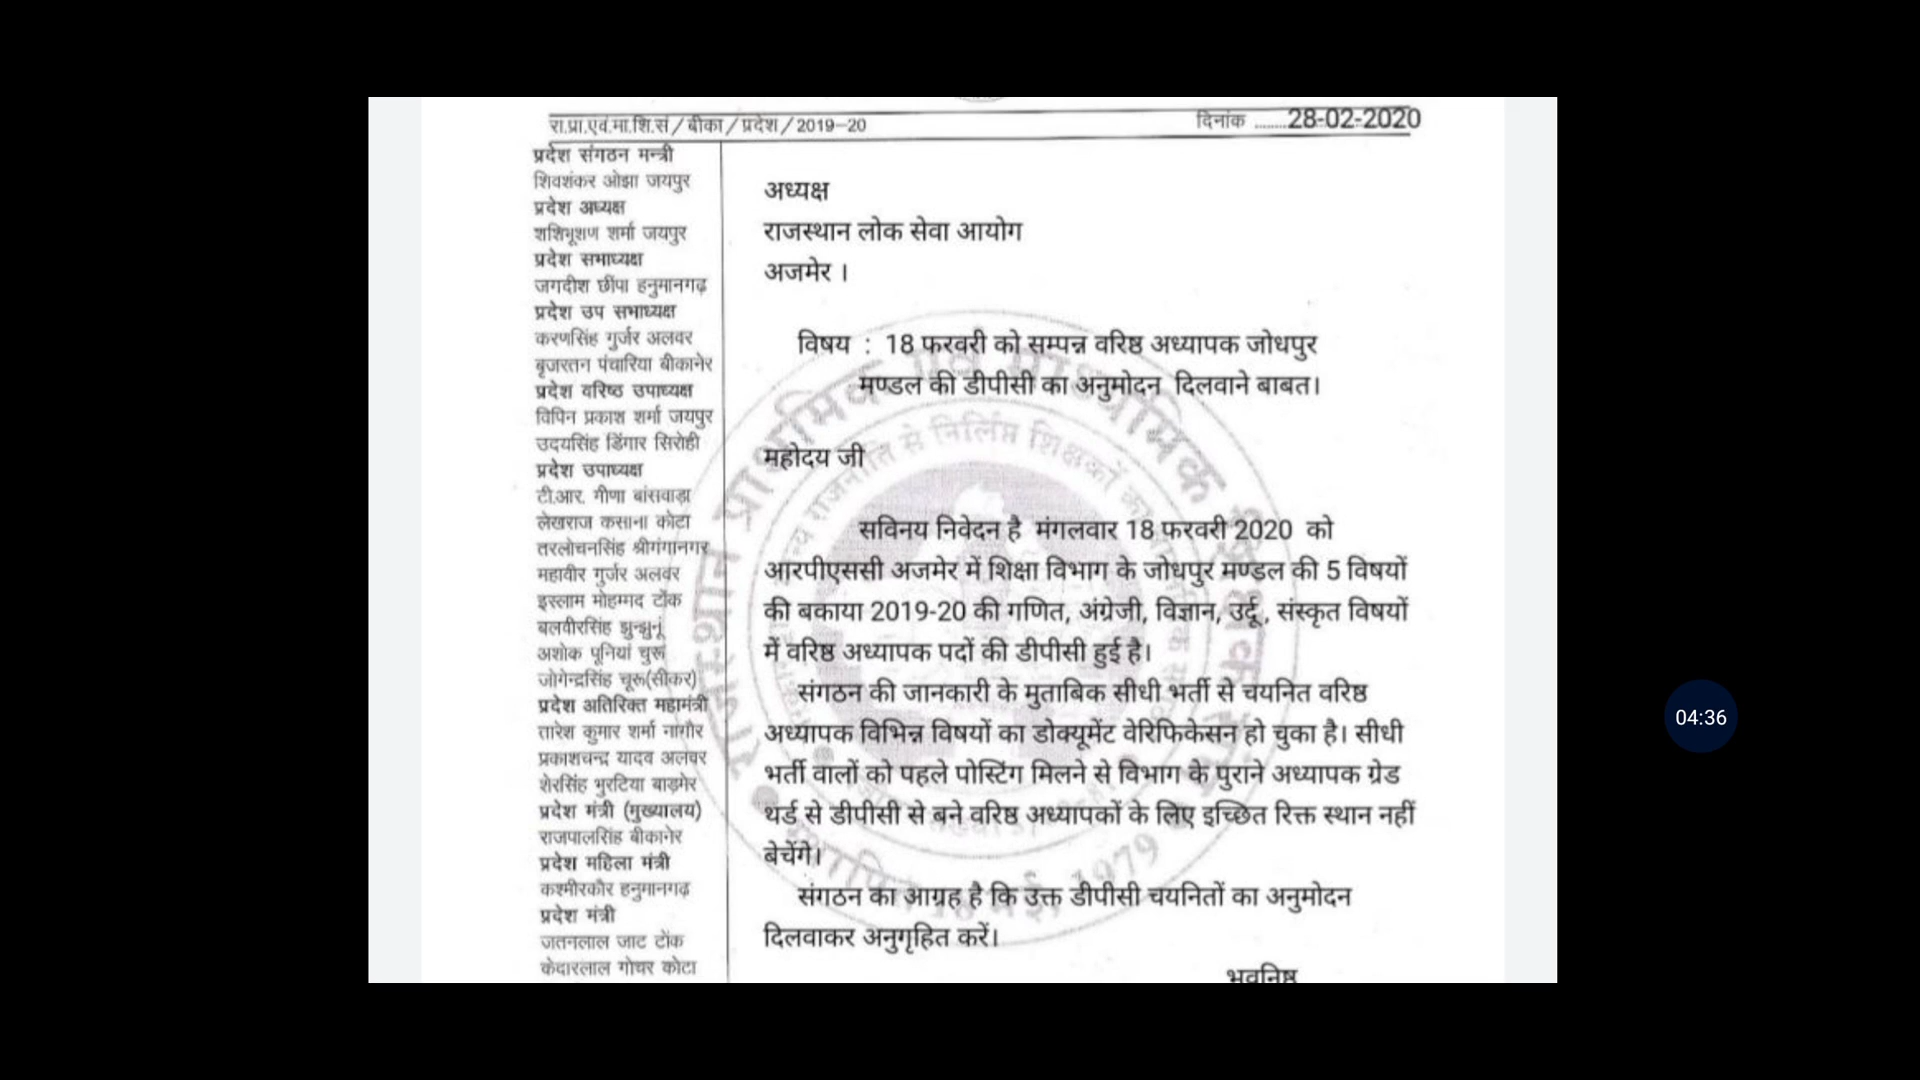 रा.प्रा.एवं.मा.शि.सं/बीका/प्रदेश/2019–20
दिनांक ........28-02-2020
प्रदेश संगठन मन्त्री
शिवशंकर ओझा जयपुर
प्रदेश अध्यक्ष
शशिभूशण शर्मा जयपुर
प्रदेश सभाध्यक्ष
जगदीश छींपा हनुमानगढ़
प्रदेश उप सभाध्यक्ष
करणसिंह गुर्जर अलवर
बृजरतन पंचारिया बीकानेर
प्रदेश वरिष्ठ उपाध्यक्ष
विपिन प्रकाश शर्मा जयपुर
उदयसिंह डिंगार सिरोही
प्रदेश उपाध्यक्ष
टी.आर. गीणा बांसवाड़ा
लेखराज कसाना कोटा
तरलोचनसिंह श्रीगंगानगर
महावीर गुर्जर अलवर
इस्लाम मोहम्मद टोंक
बलवीरसिंह झुन्झुनूं
अशोक पूनियां चुरू
जोगेन्द्रसिंह चूरू(सीकर)
प्रदेश अतिरिक्त महामंत्री
तारेश कुमार शर्मा नागौर
प्रकाशचन्द्र यादव अलवर
शेरसिंह भुरटिया बाड़मेर
प्रदेश मंत्री (मुख्यालय)
राजपालसिंह बीकानेर
प्रदेश महिला मंत्री
कश्मीरकौर हनुमानगढ़
प्रदेश मंत्री
जतनलाल जाट टोंक
केदारलाल गोचर कोटा
अध्यक्ष
राजस्थान लोक सेवा आयोग
अजमेर ।
विषय : 18 फरवरी को सम्पन्न वरिष्ठ अध्यापक जोधपुर
मण्डल की डीपीसी का अनुमोदन दिलवाने बाबत।
महोदय जी
सविनय निवेदन है मंगलवार 18 फरवरी 2020 को
आरपीएससी अजमेर में शिक्षा विभाग के जोधपुर मण्डल की 5 विषयों
की बकाया 2019-20 की गणित, अंग्रेजी, विज्ञान, उर्दू, संस्कृत विषयों
में वरिष्ठ अध्यापक पदों की डीपीसी हुई है।
संगठन की जानकारी के मुताबिक सीधी भर्ती से चयनित वरिष्ठ
अध्यापक विभिन्न विषयों का डोक्यूमेंट वेरिफिकेसन हो चुका है। सीधी
भर्ती वालों को पहले पोस्टिंग मिलने से विभाग के पुराने अध्यापक ग्रेड
थर्ड से डीपीसी से बने वरिष्ठ अध्यापकों के लिए इच्छित रिक्त स्थान नहीं
बेचेंगे।
संगठन का आग्रह है कि उक्त डीपीसी चयनितों का अनुमोदन
दिलवाकर अनुगृहित करें।
भवनिष्ठ
04:36